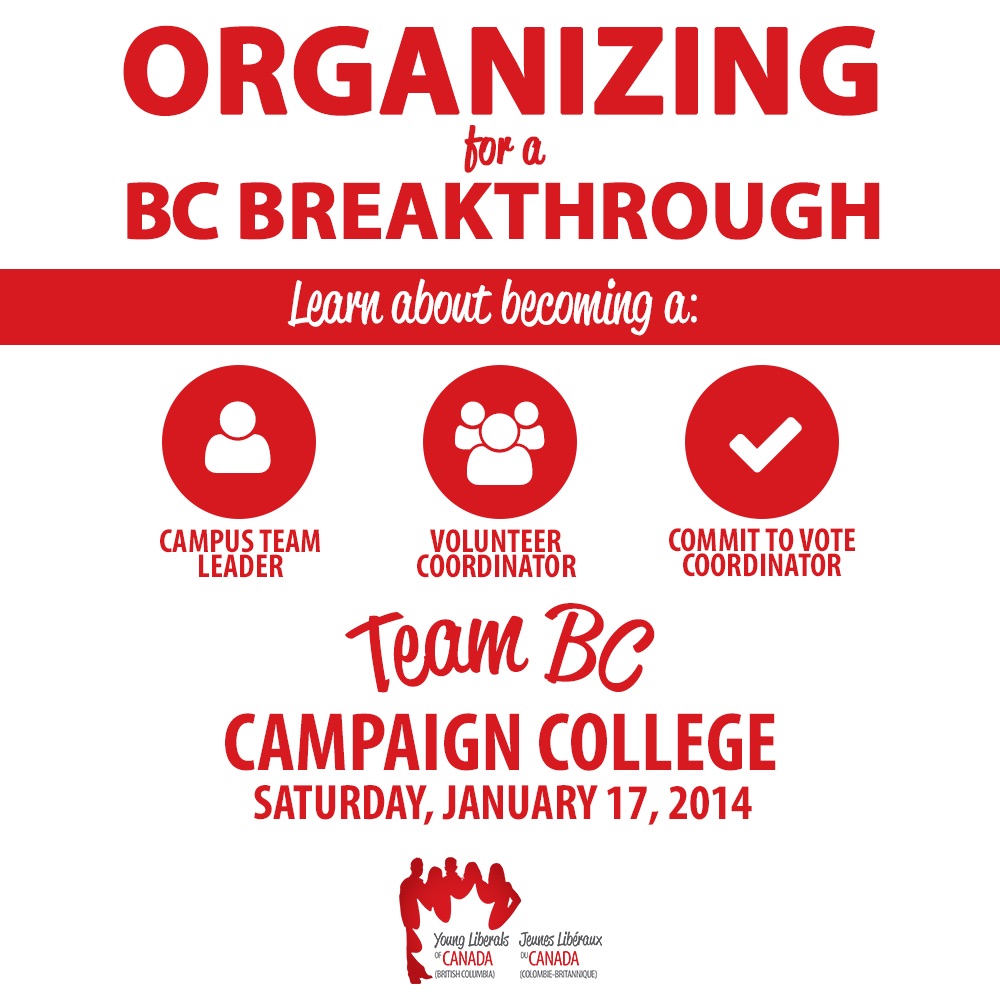 ORGANIZING
for a
BC BREAKTHROUGH
Learn about becoming a:
CAMPUS TEAM
LEADER
VOLUNTEER
COORDINATOR
COMMIT TO VOTE
COORDINATOR
Team BC
CAMPAIGN COLLEGE
SATURDAY, JANUARY 17, 2014
Young Liberals
OF CANADA
(BRITISH COLUMBIA)
Jeunes Libéraux
DU CANADA
(COLOMBIE-BRITANNIQUE)